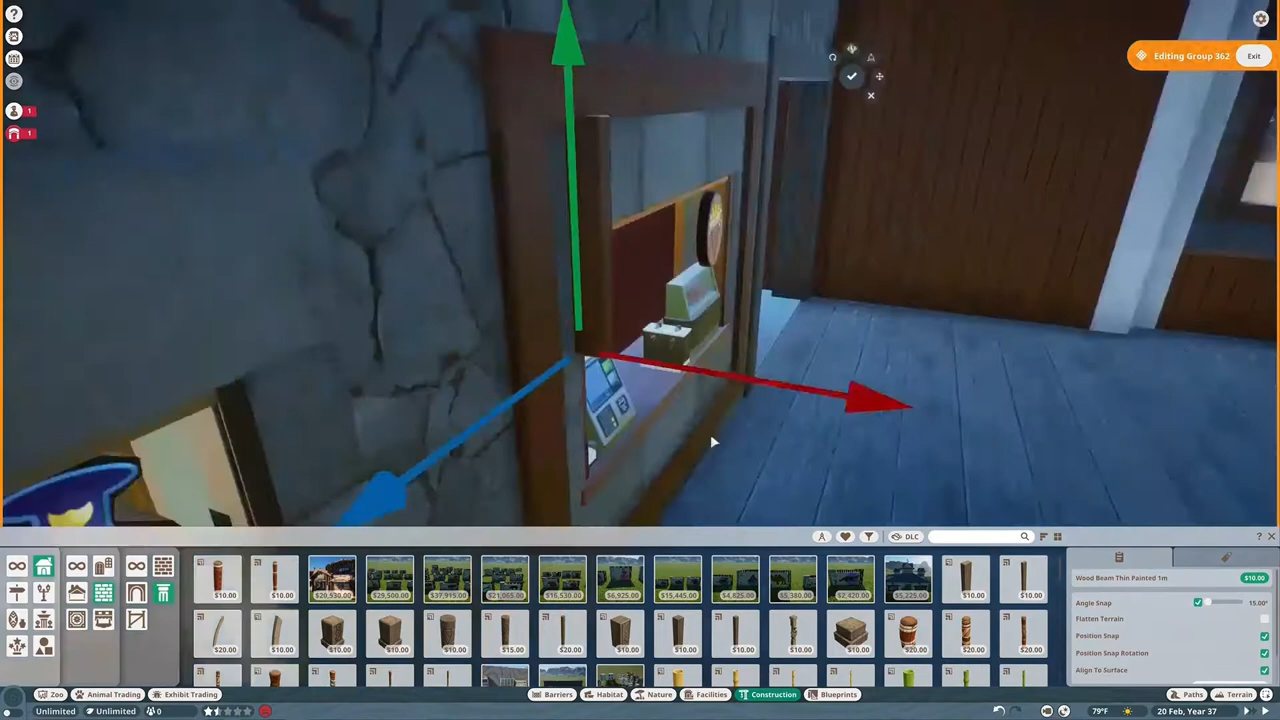 ?
1
1
Editing Group 362 Exit
DLC
? ×
$10.00 $10.00 $20,530.00 $29,500.00 $37,915.00 $21,065.00 $16,530.00 $6,925.00 $15,445.00 $4,825.00 $5,380.00 $2,420.00 $5,225.00 $10.00 $10.00
$20.00 $20.00 $10.00 $10.00 $10.00 $15.00 $20.00 $10.00 $10.00 $10.00 $10.00 $10.00 $20.00 $20.00 $10.00
Wood Beam Thin Painted 1m $10.00
Angle Snap 15.00°
Flatten Terrain
Position Snap
Position Snap Rotation
Align To Surface
Zoo Animal Trading Exhibit Trading Barriers Habitat Nature Facilities Construction Blueprints Paths Terrain
Unlimited Unlimited 0 79°F 20 Feb, Year 37